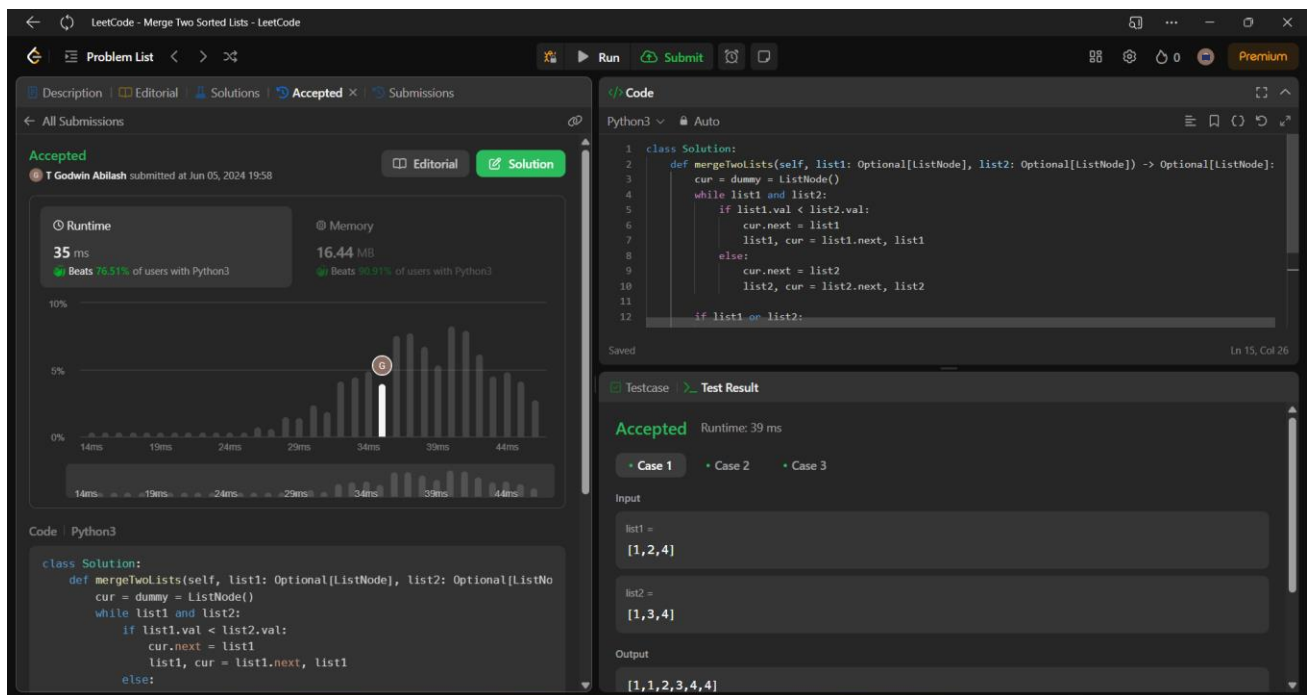 LeetCode - Merge Two Sorted Lists - LeetCode
Problem List
Run
Submit
0
Premium
Description
Editorial
Solutions
Accepted
Submissions
All Submissions
Accepted
Editorial
Solution
G T Godwin Abilash submitted at Jun 05, 2024 19:58
Runtime
35 ms
Beats 76.51% of users with Python3
Memory
16.44 MB
Beats 90.91% of users with Python3
10%
5%
0%
G
14ms 19ms 24ms 29ms 34ms 39ms 44ms
14ms 19ms 24ms 29ms 34ms 39ms 44ms
Code | Python3
class Solution:
def mergeTwoLists(self, list1: Optional[ListNode], list2: Optional[ListNo
cur = dummy = ListNode()
while list1 and list2:
if list1.val < list2.val:
cur.next = list1
list1, cur = list1.next, list1
else:
</> Code
Python3 Auto
1 class Solution:
2 def mergeTwoLists(self, list1: Optional[ListNode], list2: Optional[ListNode]) -> Optional[ListNode]:
3 cur = dummy = ListNode()
4 while list1 and list2:
5 if list1.val < list2.val:
6 cur.next = list1
7 list1, cur = list1.next, list1
8 else:
9 cur.next = list2
10 list2, cur = list2.next, list2
11
12 if list1 or list2:
Saved
Ln 15, Col 26
Testcase
>_ Test Result
Accepted Runtime: 39 ms
Case 1
Case 2
Case 3
Input
list1 =
[1,2,4]
list2 =
[1,3,4]
Output
[1,1,2,3,4,4]